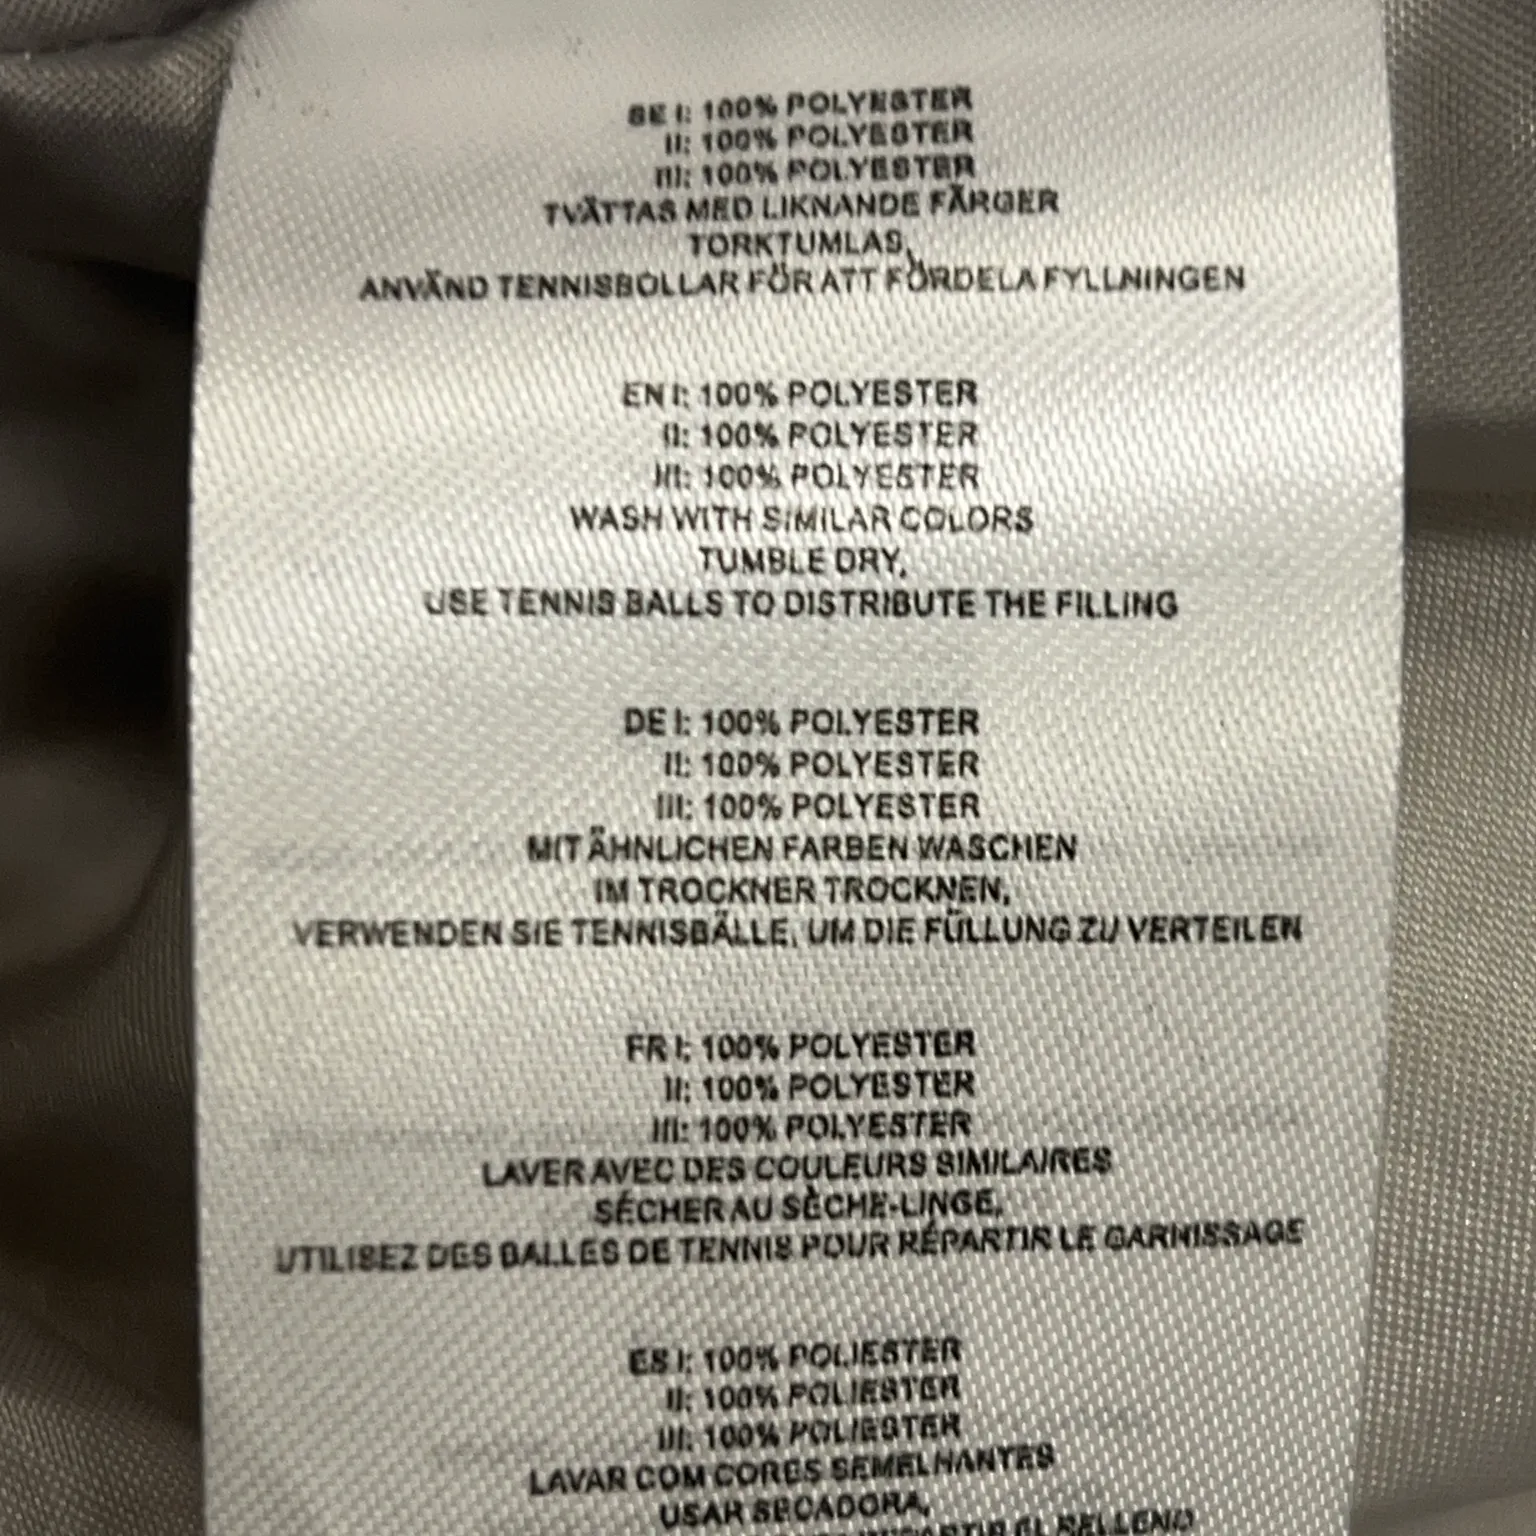 SE I: 100% POLYESTER
II: 100% POLYESTER
III: 100% POLYESTER
TVÄTTAS MED LIKNANDE FÄRGER
TORKTUMLAS,
ANVÄND TENNISBOLLAR FÖR ATT FÖRDELA FYLLNINGEN
EN I: 100% POLYESTER
II: 100% POLYESTER
III: 100% POLYESTER
WASH WITH SIMILAR COLORS
TUMBLE DRY,
USE TENNIS BALLS TO DISTRIBUTE THE FILLING
DE I: 100% POLYESTER
II: 100% POLYESTER
III: 100% POLYESTER
MIT ÄHNLICHEN FARBEN WASCHEN
IM TROCKNER TROCKNEN,
VERWENDEN SIE TENNISBÄLLE, UM DIE FÜLLUNG ZU VERTEILEN
FR I: 100% POLYESTER
II: 100% POLYESTER
III: 100% POLYESTER
LAVER AVEC DES COULEURS SIMILAIRES
SÉCHER AU SÈCHE-LINGE,
UTILISEZ DES BALLES DE TENNIS POUR RÉPARTIR LE GARNISSAGE
ES I: 100% POLIESTER
II: 100% POLIESTER
III: 100% POLIESTER
LAVAR COM CORES SEMELHANTES
USAR SECADORA,
EL RELLENO